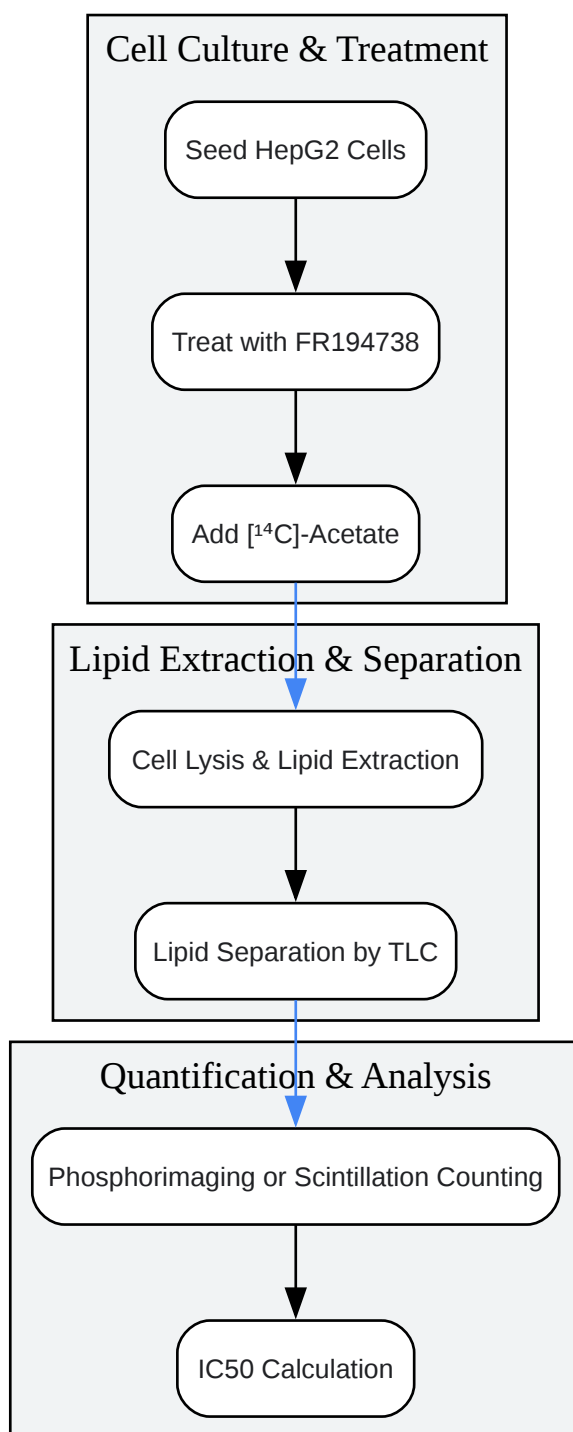 Cell Culture & Treatment
Seed HepG2 Cells
Treat with FR194738
Add [¹⁴C]-Acetate
Lipid Extraction & Separation
Cell Lysis & Lipid Extraction
Lipid Separation by TLC
Quantification & Analysis
Phosphorimaging or Scintillation Counting
IC50 Calculation